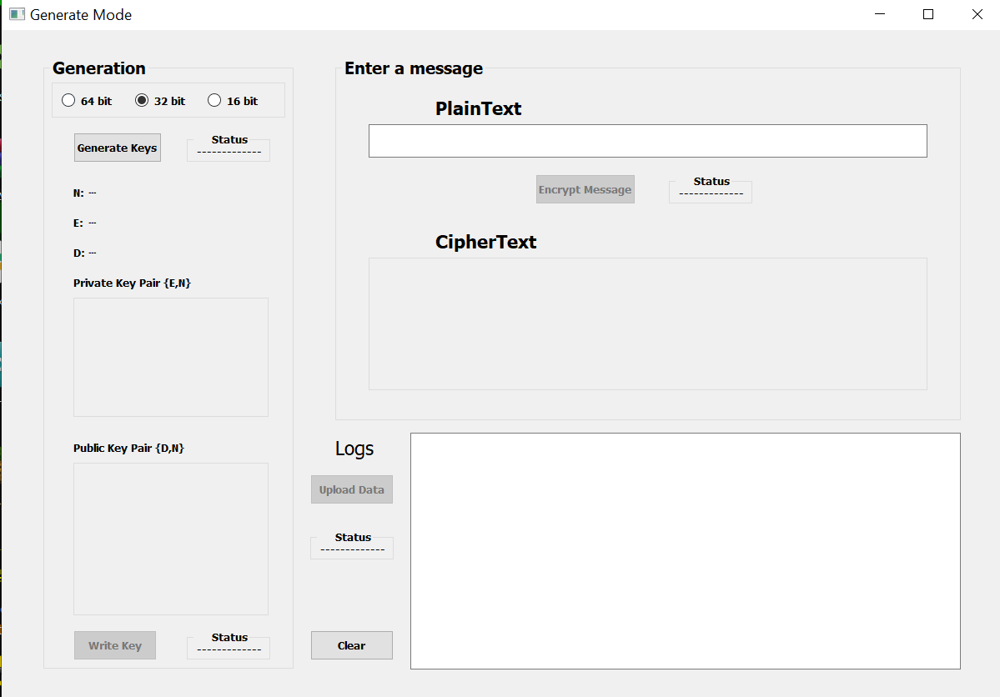 Generate Mode
Generation
64 bit
32 bit
16 bit
Generate Keys
Status
-------------
N: ---
E: ---
D: ---
Private Key Pair {E,N}
Public Key Pair {D,N}
Write Key
Status
-------------
Enter a message
PlainText
Encrypt Message
Status
-------------
CipherText
Logs
Upload Data
Status
-------------
Clear